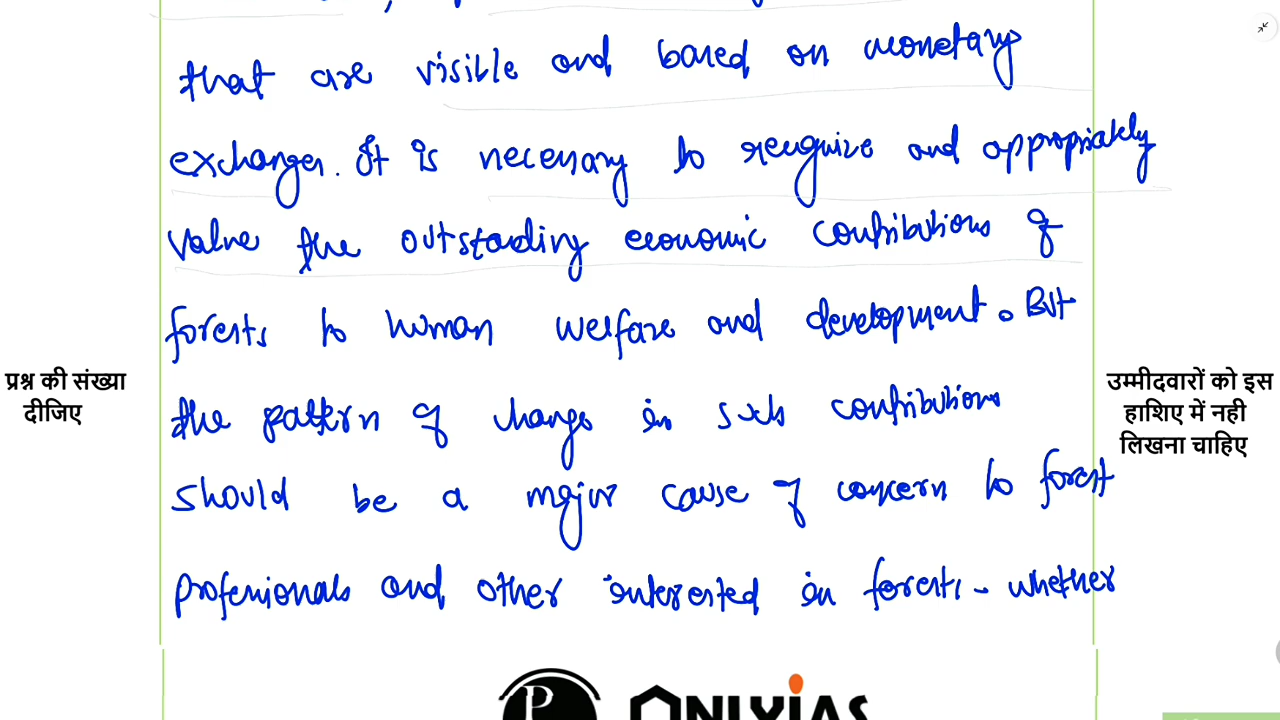 that are visible and based on monetary
exchanges. It is necessary to recognize and appropriately
value the outstanding economic contributions of
forests to human welfare and development. But
प्रश्न की संख्या
दीजिए
the pattern of change in such contributions
उम्मीदवारों को इस
हाशिए में नही
लिखना चाहिए
should be a major cause of concern to forest
professionals and other interested in forests - whether
P
ONLYIAS